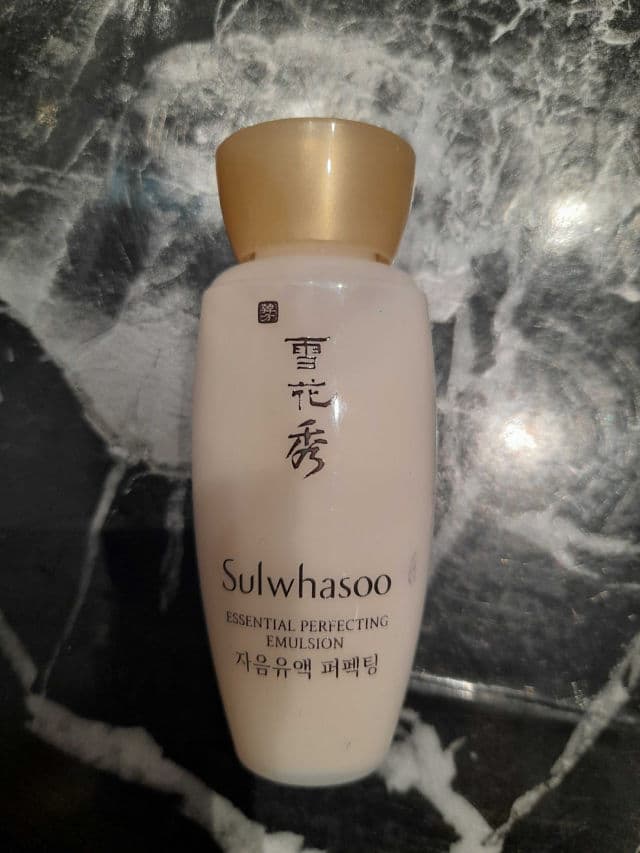 雪
花
秀
Sulwhasoo
ESSENTIAL PERFECTING
EMULSION
자음유액 퍼펙팅